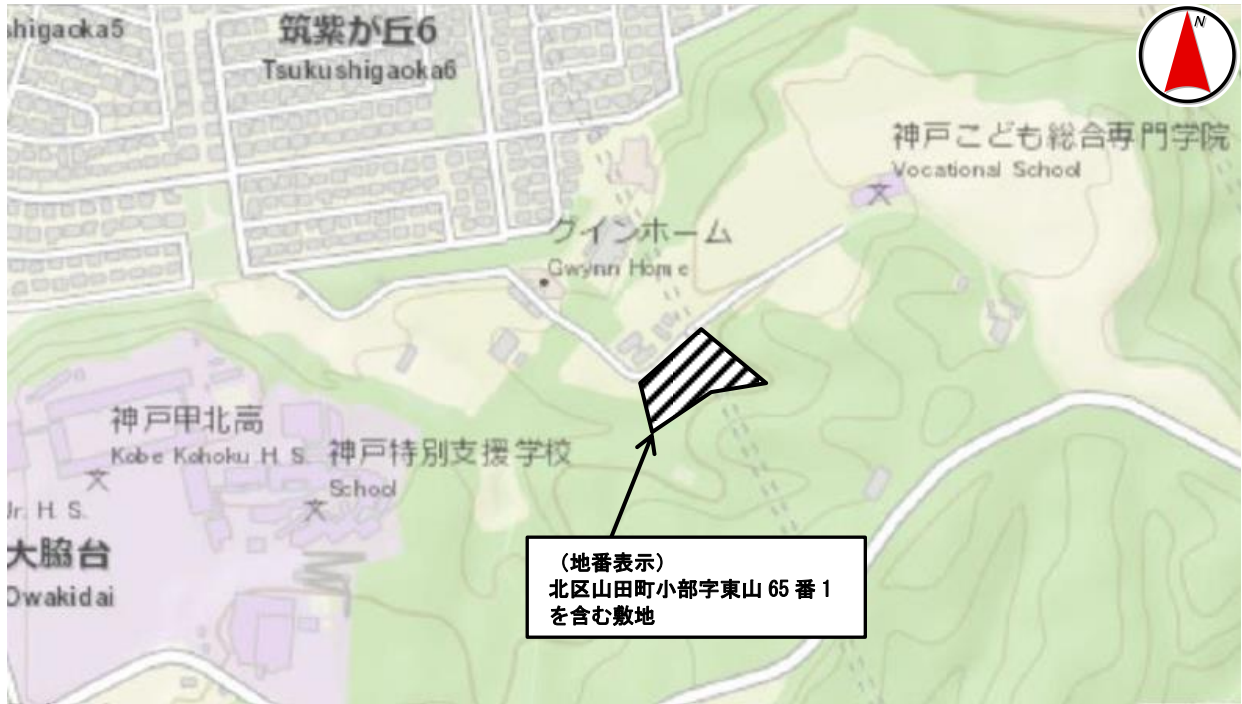 higaoka5
筑紫が丘6
Tsukushigaoka6
N
神戸こども総合専門学院
Vocational School
グインホーム
Gwynn Home
神戸甲北高
Kobe Kohoku H. S.
神戸特別支援学校
School
Jr. H. S.
大脇台
Owakidai
（地番表示）
北区山田町小部字東山 65 番 1
を含む敷地